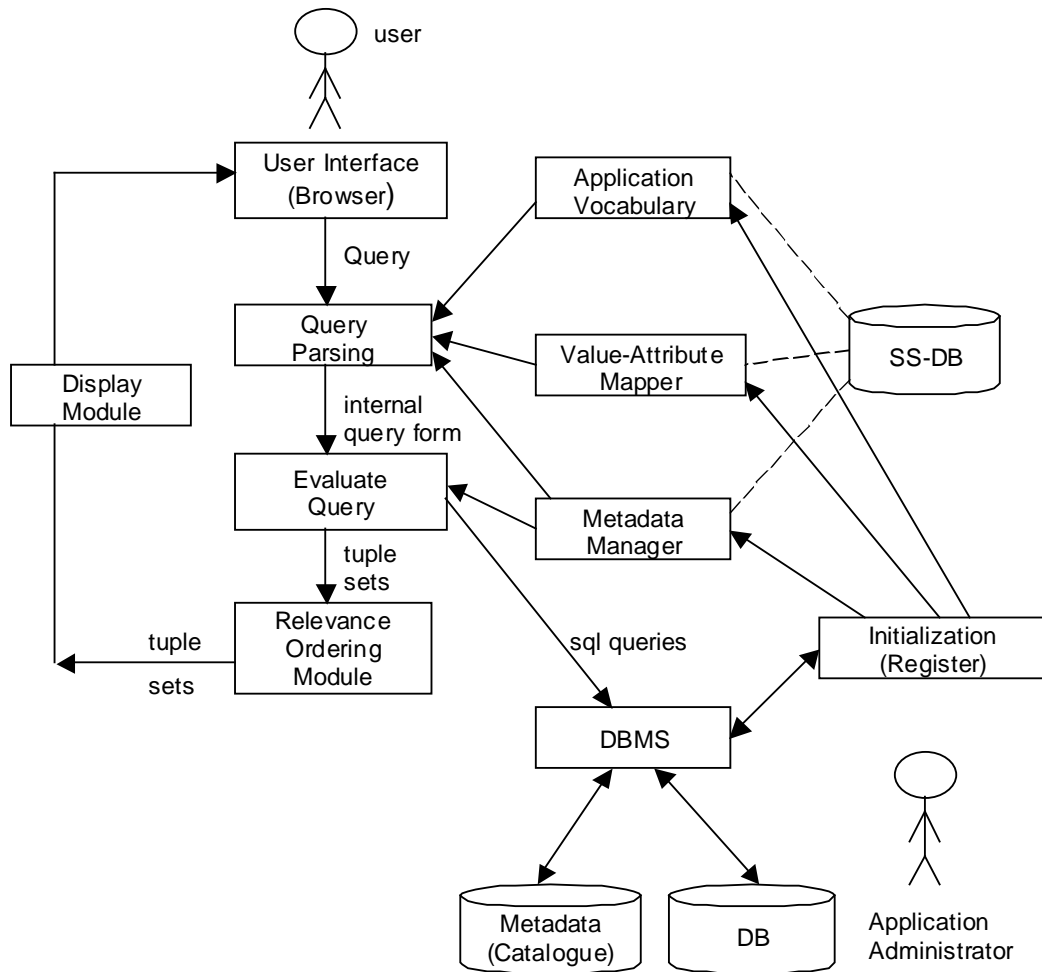 user
User Interface
(Browser)
Application
Vocabulary
Query
Query
Parsing
Value-Attribute
Mapper
SS-DB
Display
Module
internal
query form
Evaluate
Query
Metadata
Manager
tuple
sets
Relevance
Ordering
Module
tuple
sets
sql queries
Initialization
(Register)
DBMS
Metadata
(Catalogue)
DB
Application
Administrator